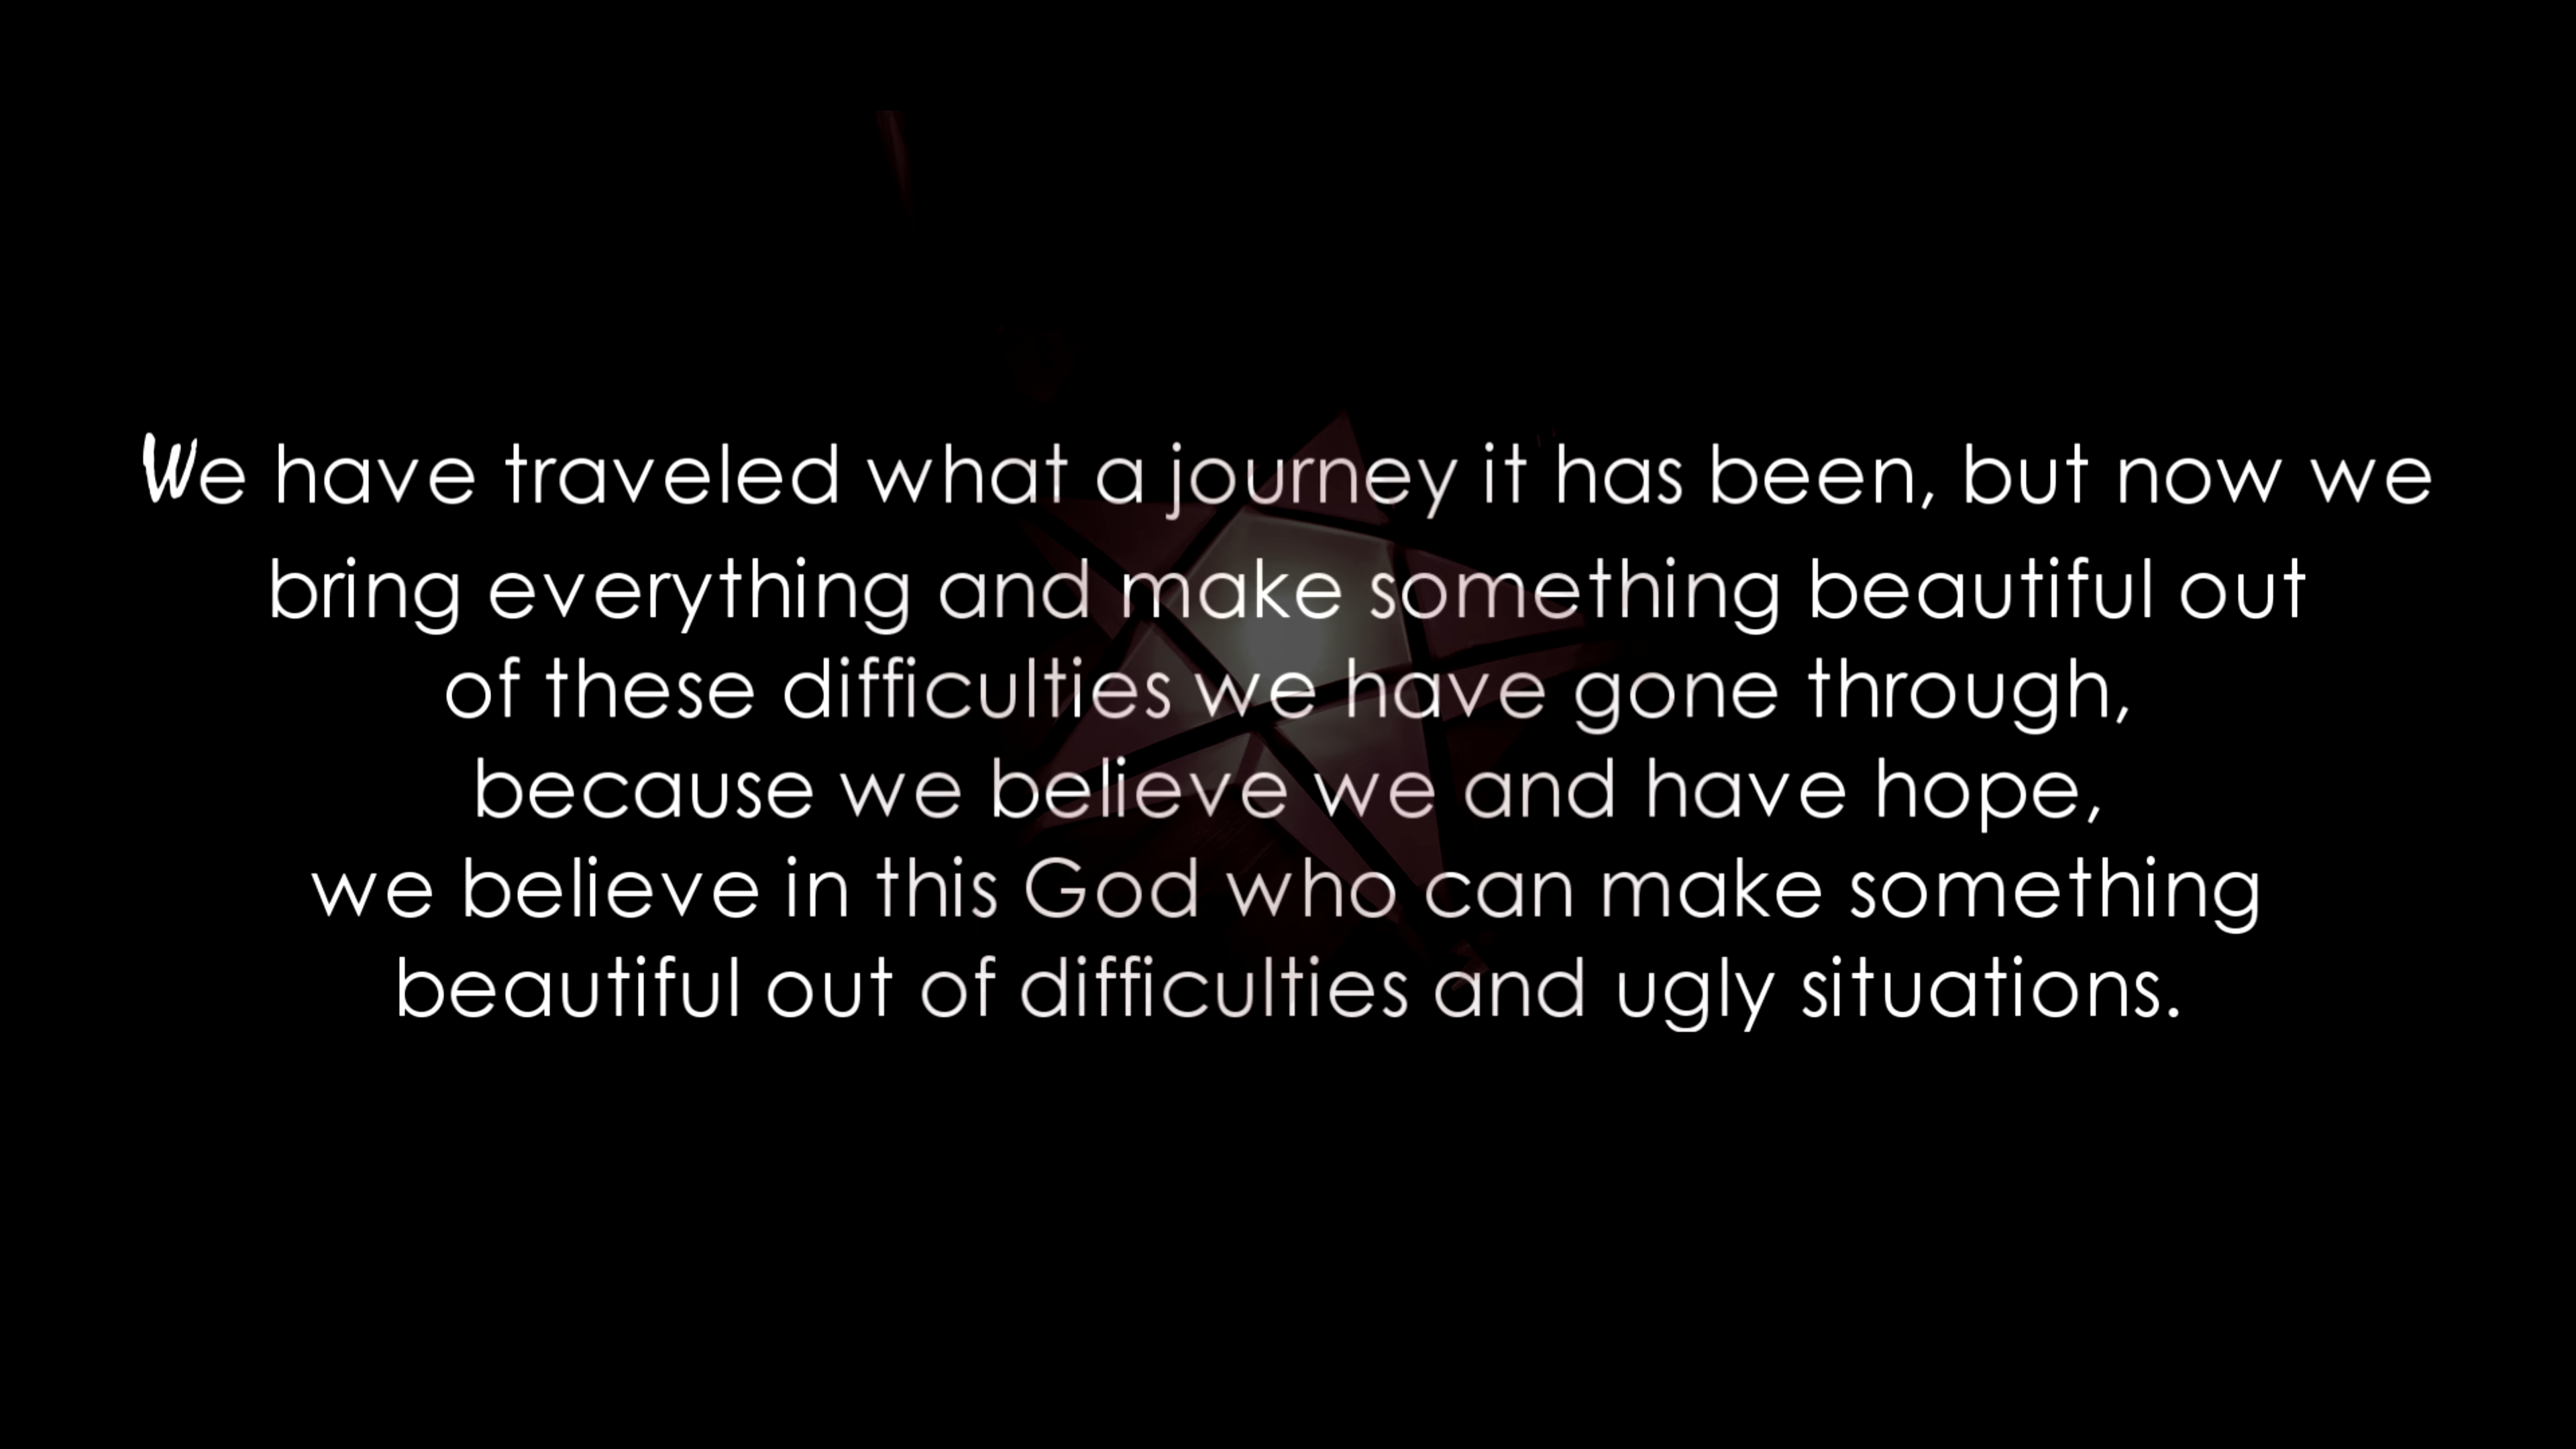 We have traveled what a journey it has been, but now we
bring everything and make something beautiful out
of these difficulties we have gone through,
because we believe we and have hope,
we believe in this God who can make something
beautiful out of difficulties and ugly situations.